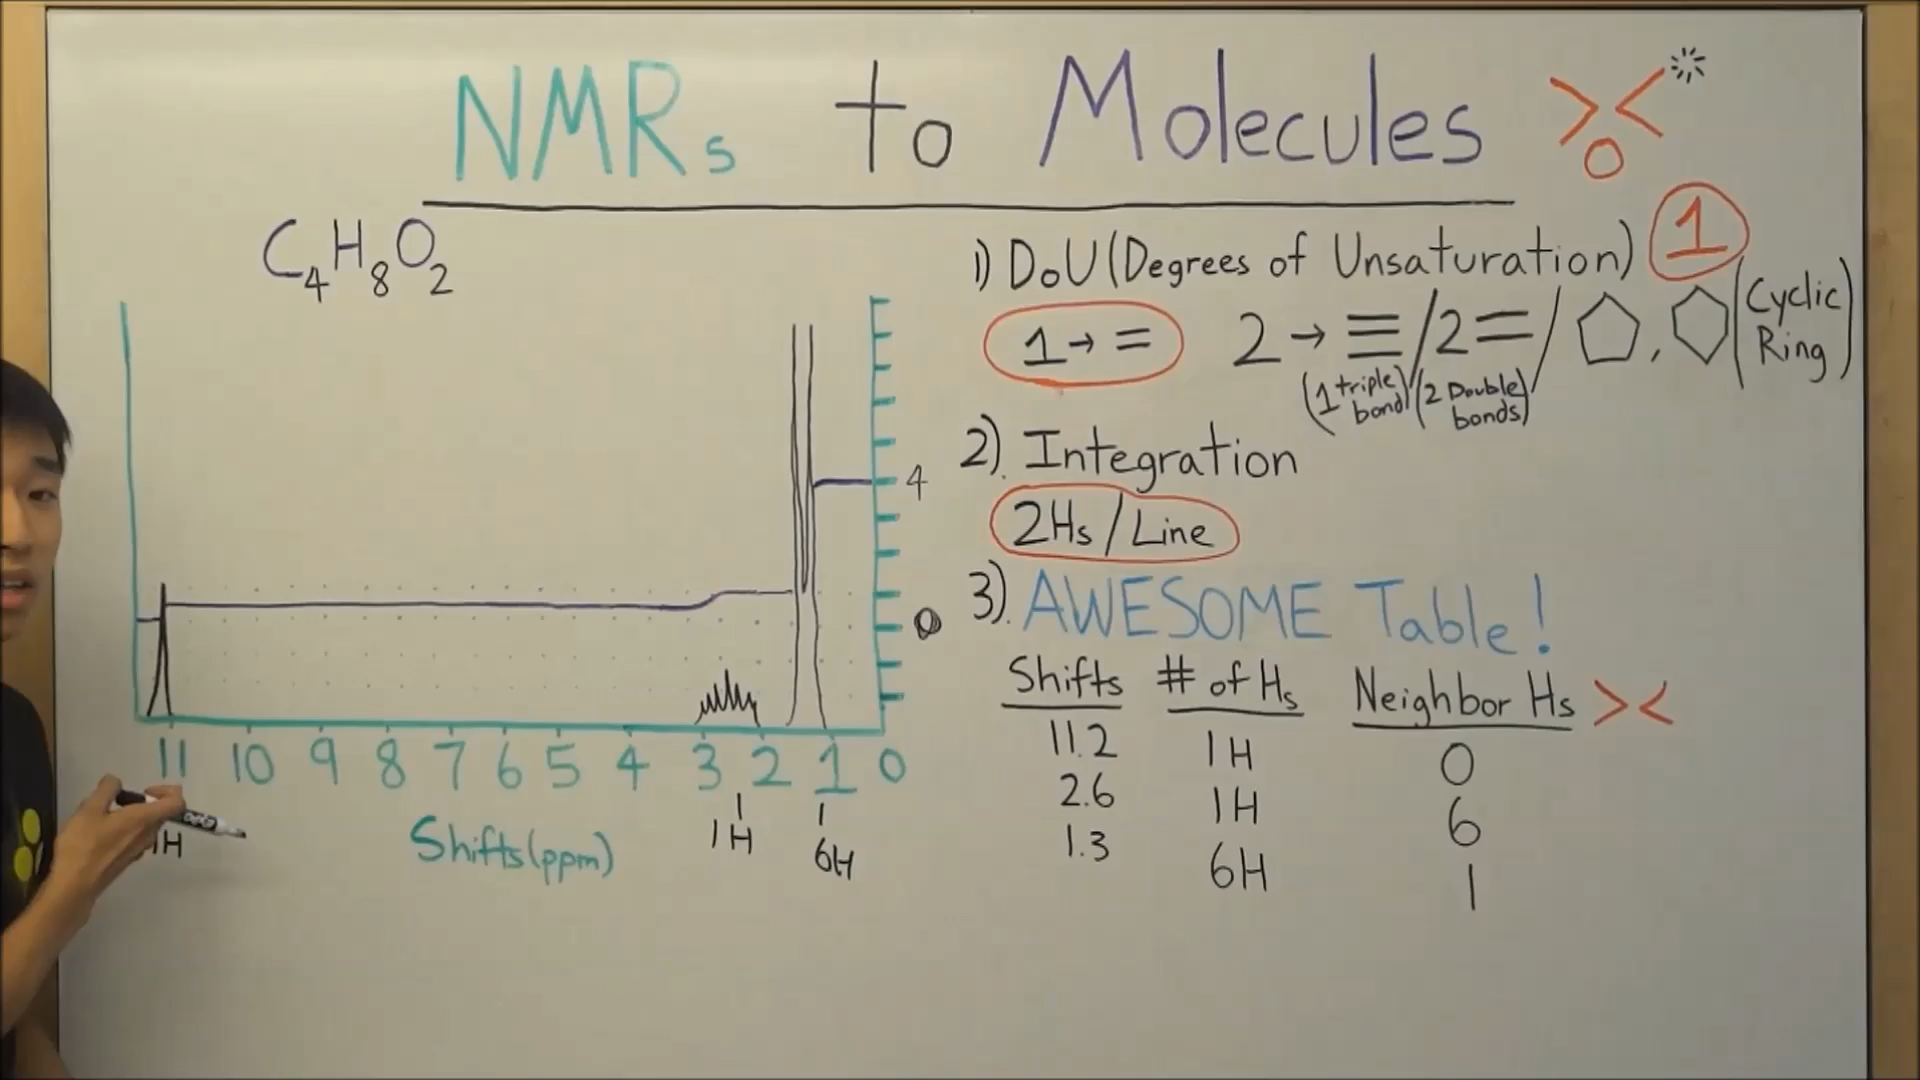 NMRs to Molecules
C4H8O2
1) DoU (Degrees of Unsaturation) 1
1 → = 2 → ≡ / 2 = / , (Cyclic Ring)
(1 triple bond) (2 Double bonds)
2). Integration
2Hs / Line
3). AWESOME Table!
Shifts # of Hs Neighbor Hs
11.2 1H 0
2.6 1H 6
1.3 6H 1
4
0
11 10 9 8 7 6 5 4 3 2 1 0
Shifts (ppm)
1H 1H 6H